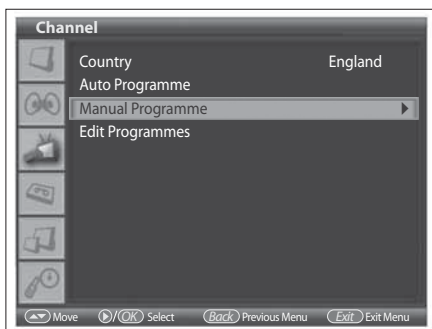 Channel
Country England
Auto Programme
Manual Programme
Edit Programmes
Move /OK Select Back Previous Menu Exit Exit Menu